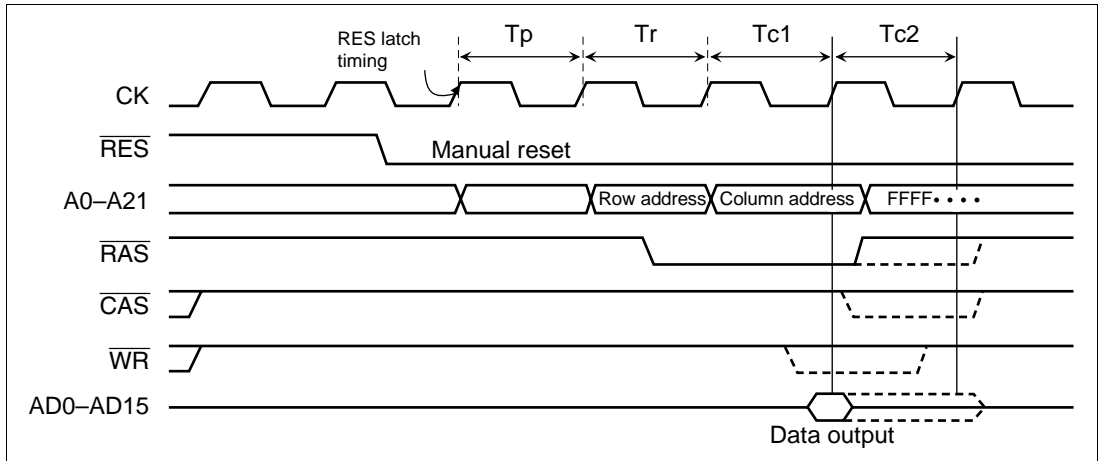 RES latch
timing
Tp
Tr
Tc1
Tc2
CK
RES
Manual reset
A0–A21
Row address
Column address
FFFF····
RAS
CAS
WR
AD0–AD15
Data output